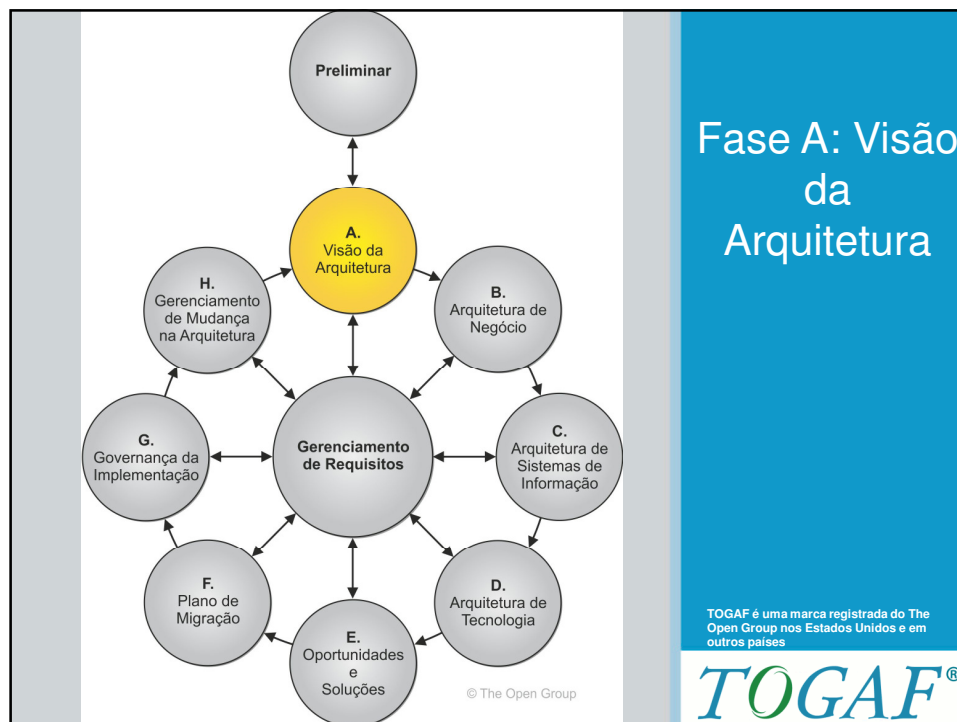 Preliminar
A.
Visão da
Arquitetura
H.
Gerenciamento
de Mudança
na Arquitetura
B.
Arquitetura de
Negócio
G.
Governança da
Implementação
Gerenciamento
de Requisitos
C.
Arquitetura de
Sistemas de
Informação
F.
Plano de
Migração
D.
Arquitetura de
Tecnologia
E.
Oportunidades
e
Soluções
© The Open Group
Fase A: Visão
da
Arquitetura
TOGAF é uma marca registrada do The
Open Group nos Estados Unidos e em
outros países
TOGAF®